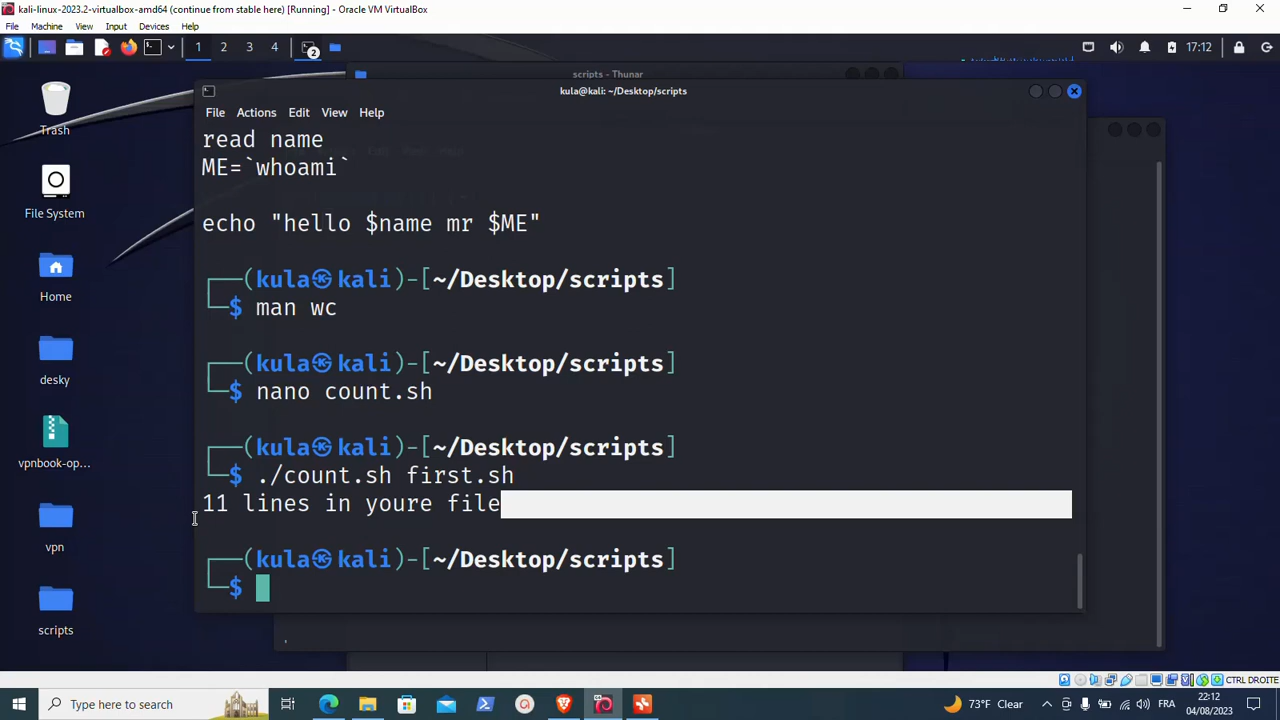 kali-linux-2023.2-virtualbox-amd64 (continue from stable here) [Running] - Oracle VM VirtualBox
File Machine View Input Devices Help
1 2 3 4 2 17:12
scripts - Thunar
kula@kali: ~/Desktop/scripts
File Actions Edit View Help
read name
ME=`whoami`
echo "hello $name mr $ME"
┌──(kula㉿kali)-[~/Desktop/scripts]
└─$ man wc
┌──(kula㉿kali)-[~/Desktop/scripts]
└─$ nano count.sh
┌──(kula㉿kali)-[~/Desktop/scripts]
└─$ ./count.sh first.sh
11 lines in youre file
┌──(kula㉿kali)-[~/Desktop/scripts]
└─$
Trash
File System
Home
desky
vpnbook-op...
vpn
scripts
CTRL DROITE
Type here to search
73°F Clear
FRA
22:12
04/08/2023